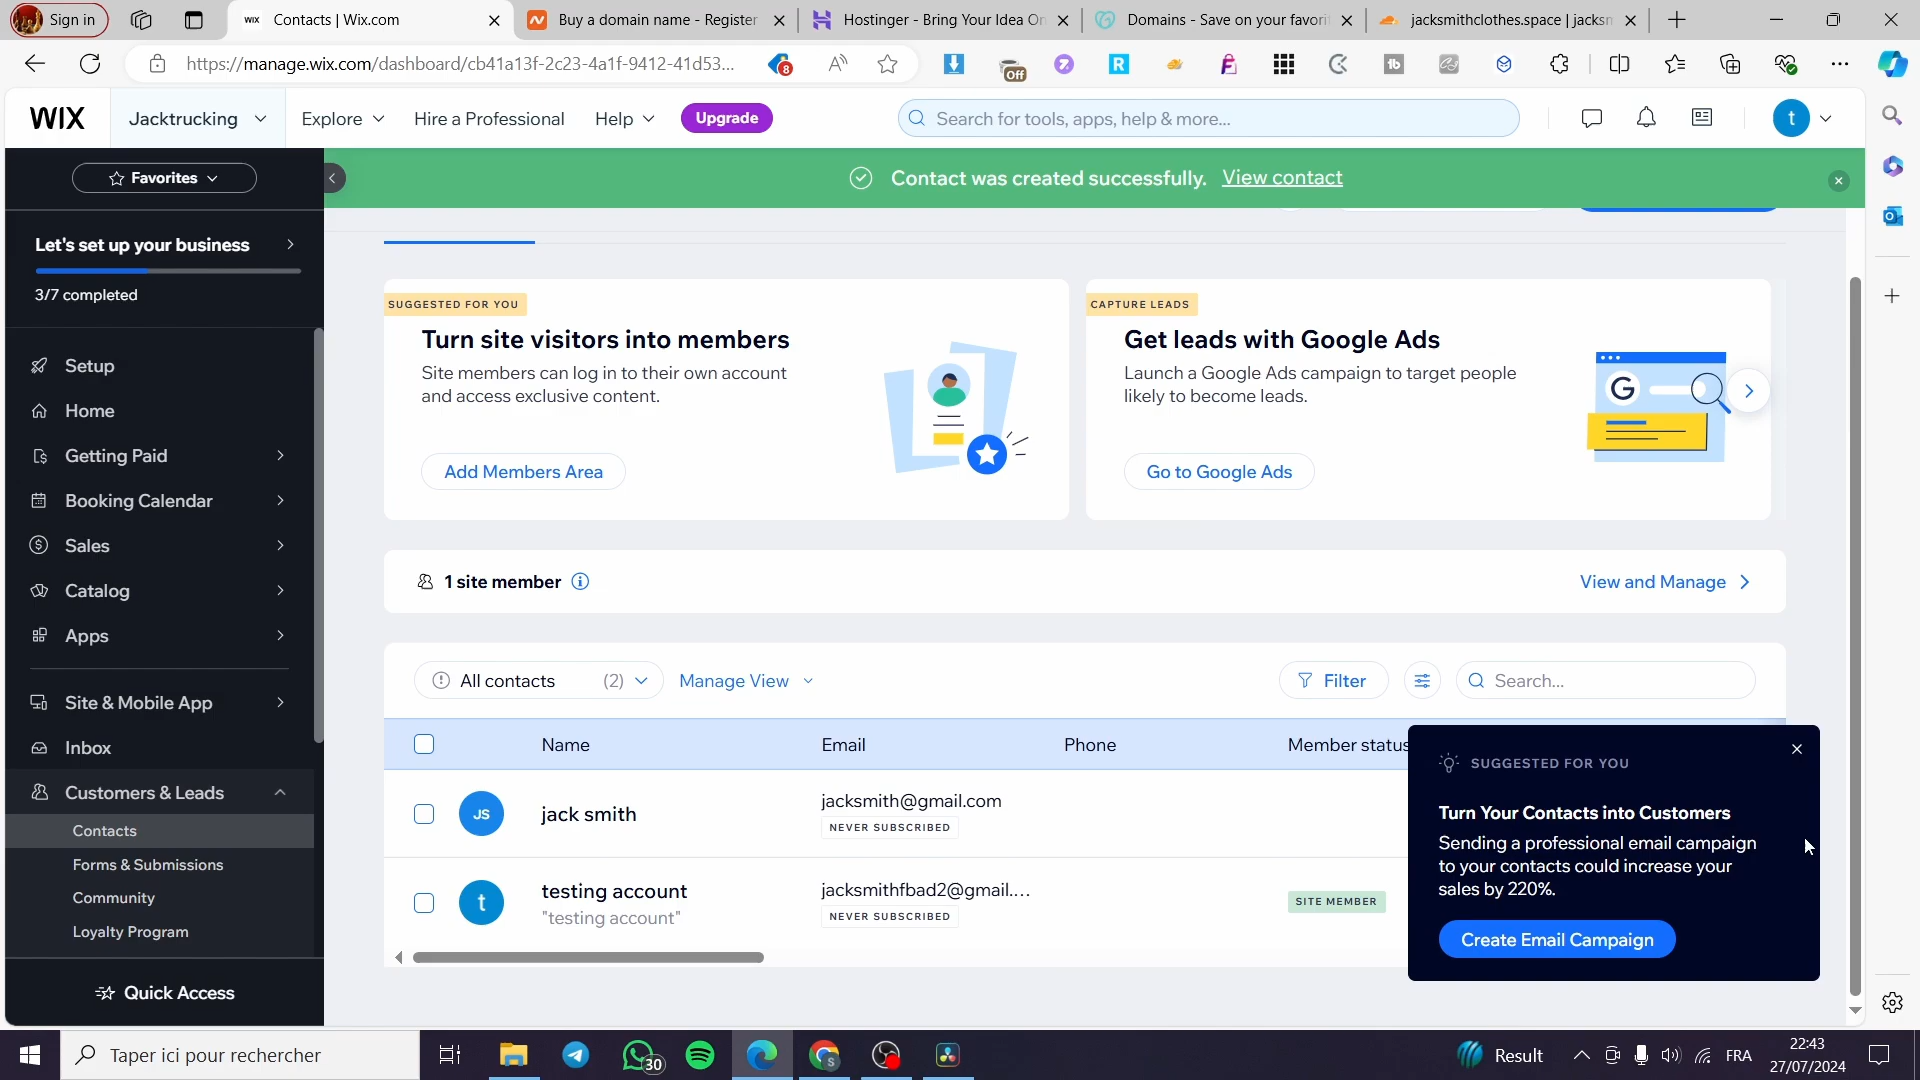 Sign in
WIX
Contacts | Wix.com
Buy a domain name - Register
Hostinger - Bring Your Idea On
Domains - Save on your favori
jacksmithclothes.space | jacksm
https://manage.wix.com/dashboard/cb41a13f-2c23-4a1f-9412-41d53...
8
Off
WIX
Jacktrucking
Explore
Hire a Professional
Help
Upgrade
Search for tools, apps, help & more...
t
Favorites
Contact was created successfully. View contact
Let's set up your business
3/7 completed
Setup
Home
Getting Paid
Booking Calendar
Sales
Catalog
Apps
Site & Mobile App
Inbox
Customers & Leads
Contacts
Forms & Submissions
Community
Loyalty Program
Quick Access
SUGGESTED FOR YOU
Turn site visitors into members
Site members can log in to their own account
and access exclusive content.
Add Members Area
CAPTURE LEADS
Get leads with Google Ads
Launch a Google Ads campaign to target people
likely to become leads.
Go to Google Ads
G
1 site member
View and Manage
All contacts (2)
Manage View
Filter
Search...
Name Email Phone Member status
JS jack smith jacksmith@gmail.com
NEVER SUBSCRIBED
t testing account jacksmithfbad2@gmail....
"testing account" NEVER SUBSCRIBED
SITE MEMBER
SUGGESTED FOR YOU
Turn Your Contacts into Customers
Sending a professional email campaign
to your contacts could increase your
sales by 220%.
Create Email Campaign
Taper ici pour rechercher
30
Result
FRA
22:43
27/07/2024